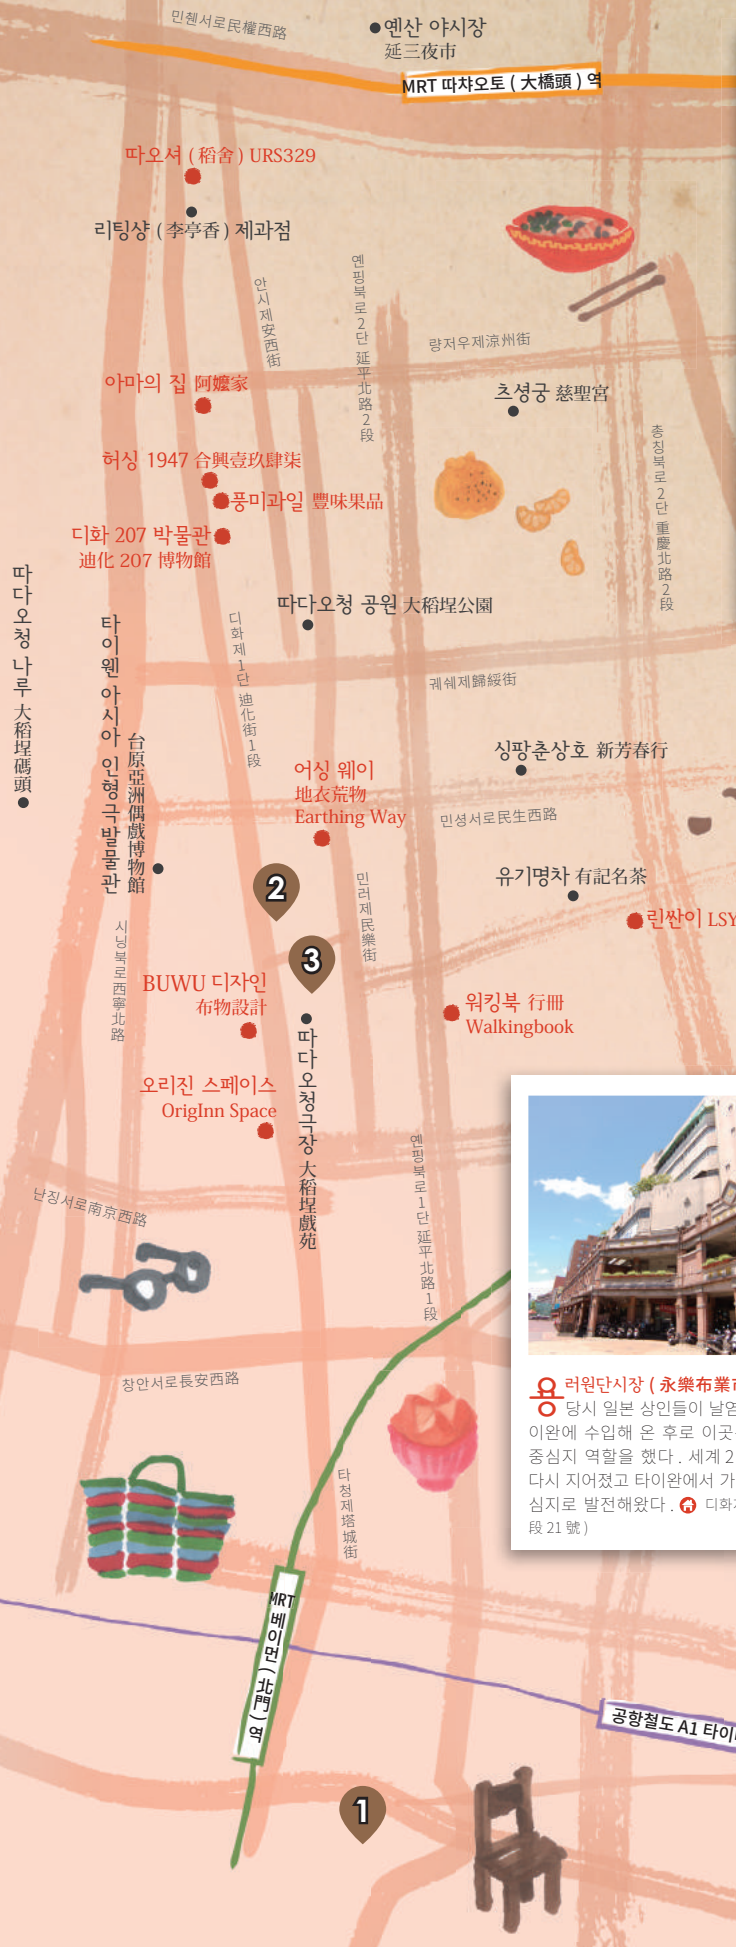 민췐서로民權西路
옌산 야시장
延三夜市
MRT 따챠오토 ( 大橋頭 ) 역
따오셔 ( 稻舍 ) URS329
리팅샹 ( 李亭香 ) 제과점
안시제安西街
옌핑북로2단 延平北路2段
량저우제涼州街
아마의 집 阿嬤家
츠셩궁 慈聖宮
총칭북로2단 重慶北路2段
허싱 1947 合興壹玖肆柒
풍미과일 豐味果品
디화 207 박물관
迪化 207 博物館
따다오청 나루 大稻埕碼頭
따다오청 공원 大稻埕公園
타이웬 아시아 인형극발물관
台原亞洲偶戲博物館
디화제1단 迪化街1段
궤쉐제歸綏街
싱팡춘상호 新芳春行
어싱 웨이
地衣荒物
Earthing Way
민셩서로民生西路
2
민러제民樂街
유기명차 有記名茶
린싼이 LSY
시닝북로西寧北路
3
BUWU 디자인
布物設計
워킹북 行冊
Walkingbook
따다오청극장 大稻埕戲苑
오리진 스페이스
OrigInn Space
옌핑북로1단 延平北路1段
난징서로南京西路
창안서로長安西路
용러원단시장 ( 永樂布業市
당시 일본 상인들이 날염
이완에 수입해 온 후로 이곳
중심지 역할을 했다 . 세계 2
다시 지어졌고 타이완에서 가
심지로 발전해왔다 . 디화
段 21 號 )
타청제塔城街
MRT 베이먼 ( 北門 ) 역
공항철도 A1 타이
1